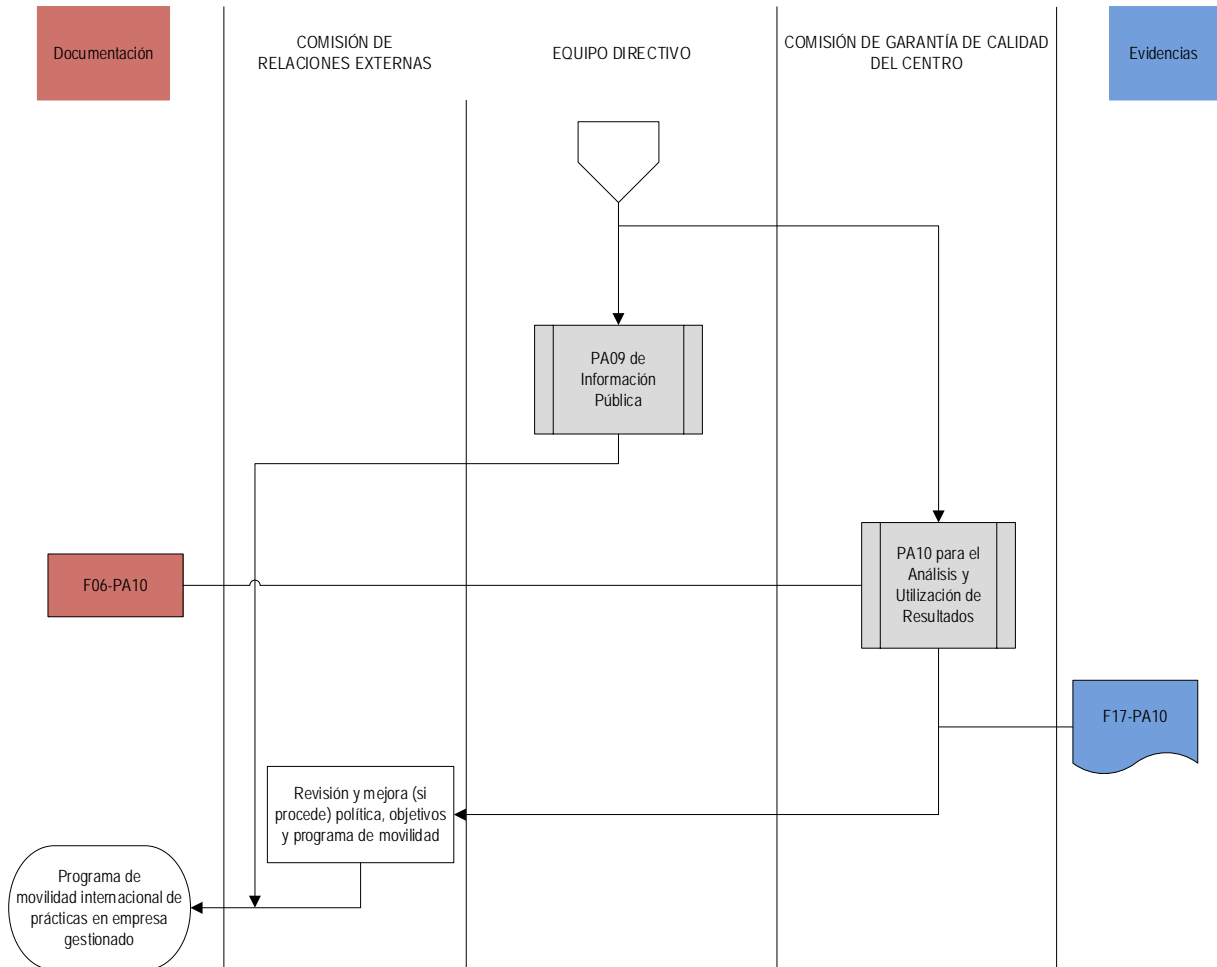 Documentación
COMISIÓN DE
RELACIONES EXTERNAS
EQUIPO DIRECTIVO
COMISIÓN DE GARANTÍA DE CALIDAD
DEL CENTRO
Evidencias
PA09 de
Información
Pública
F06-PA10
PA10 para el
Análisis y
Utilización de
Resultados
F17-PA10
Revisión y mejora (si
procede) política, objetivos
y programa de movilidad
Programa de
movilidad internacional de
prácticas en empresa
gestionado